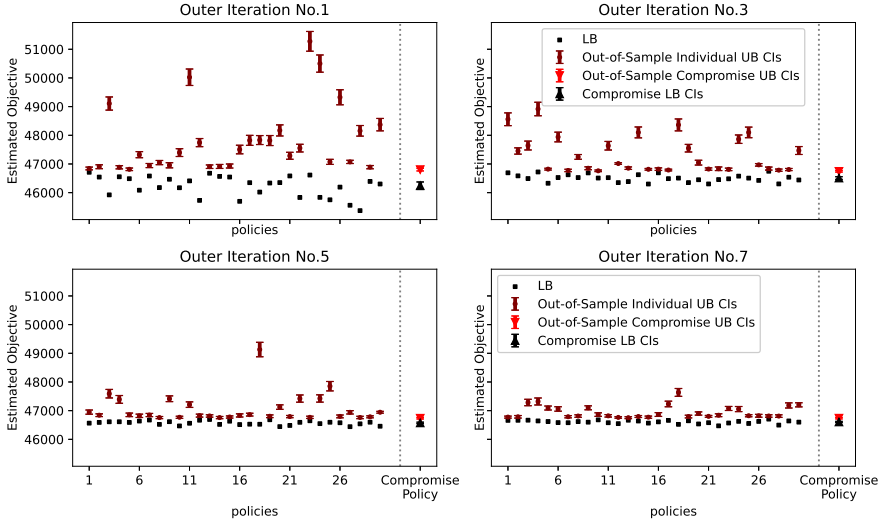 Outer Iteration No.1
Outer Iteration No.3
51000
50000
49000
48000
47000
46000
Estimated Objective
policies
Estimated Objective
LB
Out-of-Sample Individual UB CIs
Out-of-Sample Compromise UB CIs
Compromise LB CIs
policies
Outer Iteration No.5
Outer Iteration No.7
51000
50000
49000
48000
47000
46000
Estimated Objective
1 6 11 16 21 26 Compromise
Policy
policies
Estimated Objective
LB
Out-of-Sample Individual UB CIs
Out-of-Sample Compromise UB CIs
Compromise LB CIs
1 6 11 16 21 26 Compromise
Policy
policies